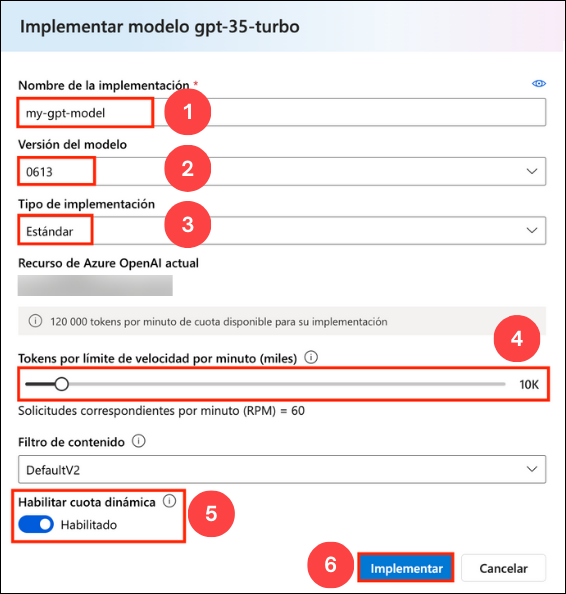 Implementar modelo gpt-35-turbo
Nombre de la implementación *
my-gpt-model
1
Versión del modelo
0613
2
Tipo de implementación
Estándar
3
Recurso de Azure OpenAI actual
120 000 tokens por minuto de cuota disponible para su implementación
4
Tokens por límite de velocidad por minuto (miles)
10K
Solicitudes correspondientes por minuto (RPM) = 60
Filtro de contenido
DefaultV2
Habilitar cuota dinámica
Habilitado
5
6
Implementar
Cancelar